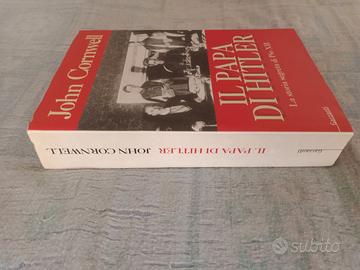 John Cornwell
IL PAPA
DI HITLER
La storia segreta di Pio XII
Garzanti
JOHN CORNWELL
IL PAPA DI HITLER
Garzanti
subito